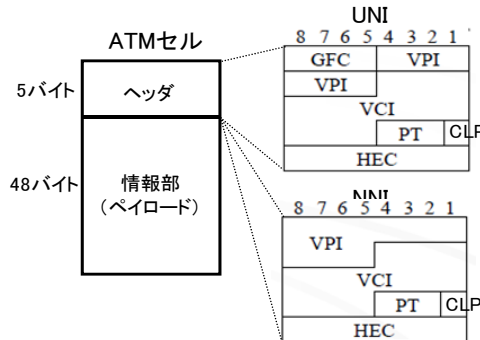 ATMセル
5バイト
ヘッダ
48バイト
情報部
（ペイロード）
UNI
8 7 6 5 4 3 2 1
GFC VPI
VPI
VCI
PT CLP
HEC
NNI
8 7 6 5 4 3 2 1
VPI
VCI
PT CLP
HEC